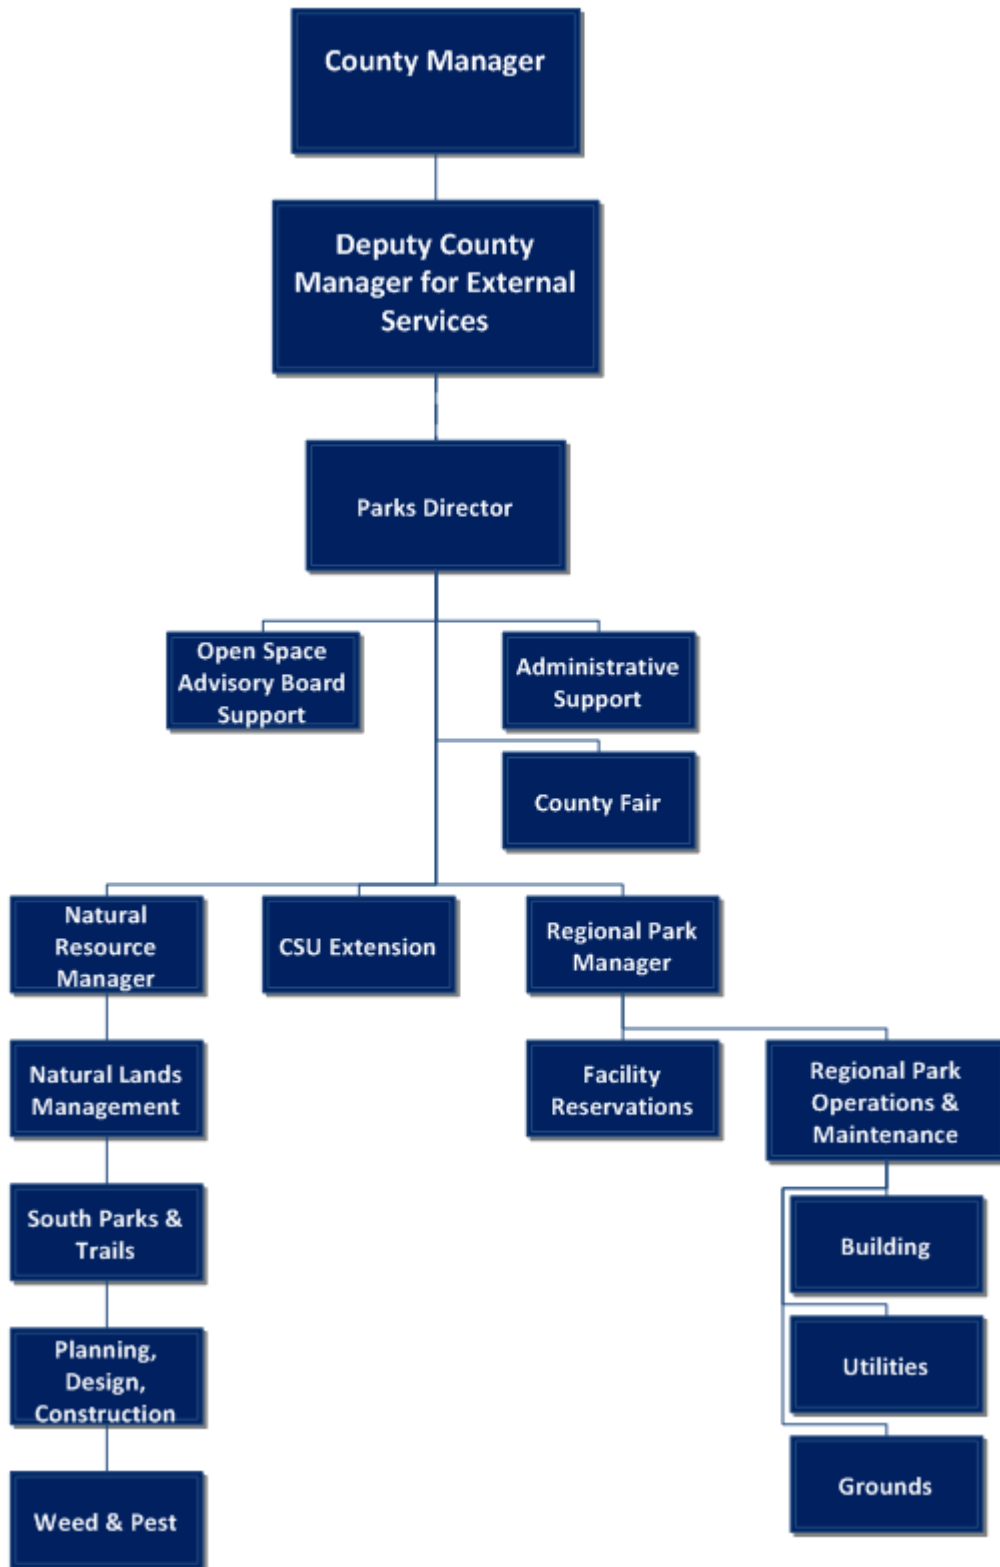 County Manager
Deputy County
Manager for External
Services
Parks Director
Open Space
Advisory Board
Support
Administrative
Support
County Fair
Natural
Resource
Manager
CSU Extension
Regional Park
Manager
Natural Lands
Management
Facility
Reservations
Regional Park
Operations &
Maintenance
South Parks &
Trails
Building
Planning,
Design,
Construction
Utilities
Weed & Pest
Grounds